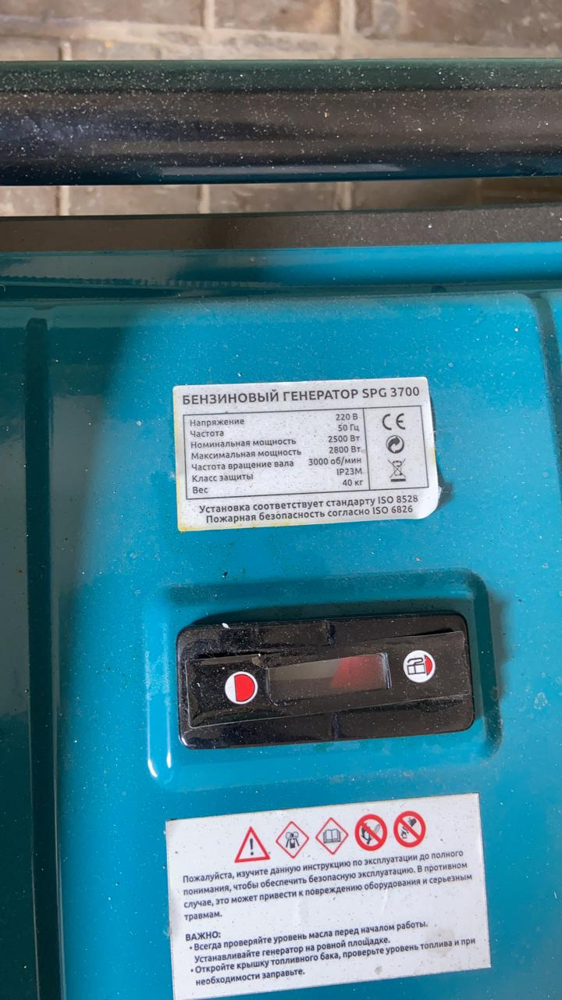 БЕНЗИНОВЫЙ ГЕНЕРАТОР SPG 3700
Напряжение 220 В
Частота 50 Гц
Номинальная мощность 2500 Вт
Максимальная мощность 2800 Вт
Частота вращение вала 3000 об/мин
Класс защиты IP23M
Вес 40 кг
CE
Установка соответствует стандарту ISO 8528
Пожарная безопасность согласно ISO 6826
Пожалуйста, изучите данную инструкцию по эксплуатации до полного
понимания, чтобы обеспечить безопасную эксплуатацию. В противном
случае, это может привести к повреждению оборудования и серьезным
травмам.
ВАЖНО:
• Всегда проверяйте уровень масла перед началом работы.
Устанавливайте генератор на ровной площадке.
• Откройте крышку топливного бака, проверьте уровень топлива и при
необходимости заправьте.